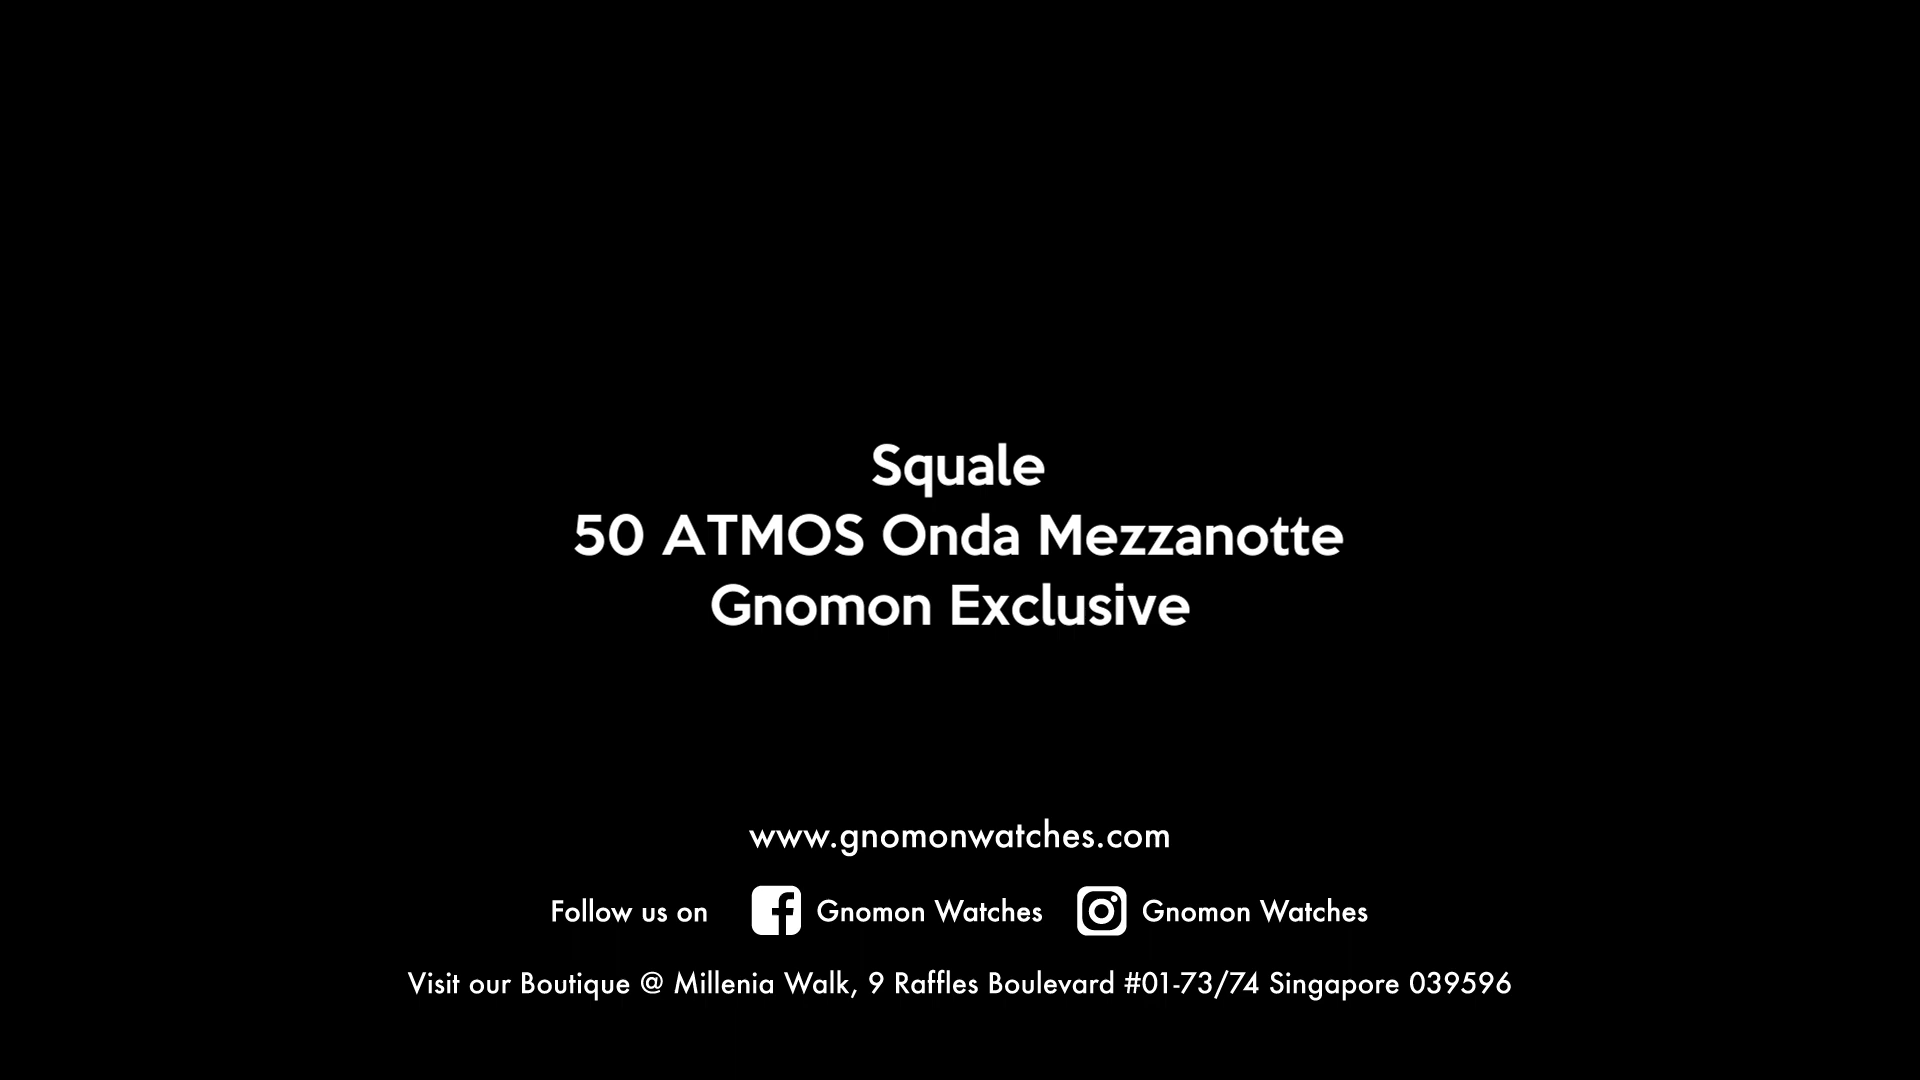 Squale
50 ATMOS Onda Mezzanotte
Gnomon Exclusive
www.gnomonwatches.com
Follow us on Gnomon Watches Gnomon Watches
Visit our Boutique @ Millenia Walk, 9 Raffles Boulevard #01-73/74 Singapore 039596